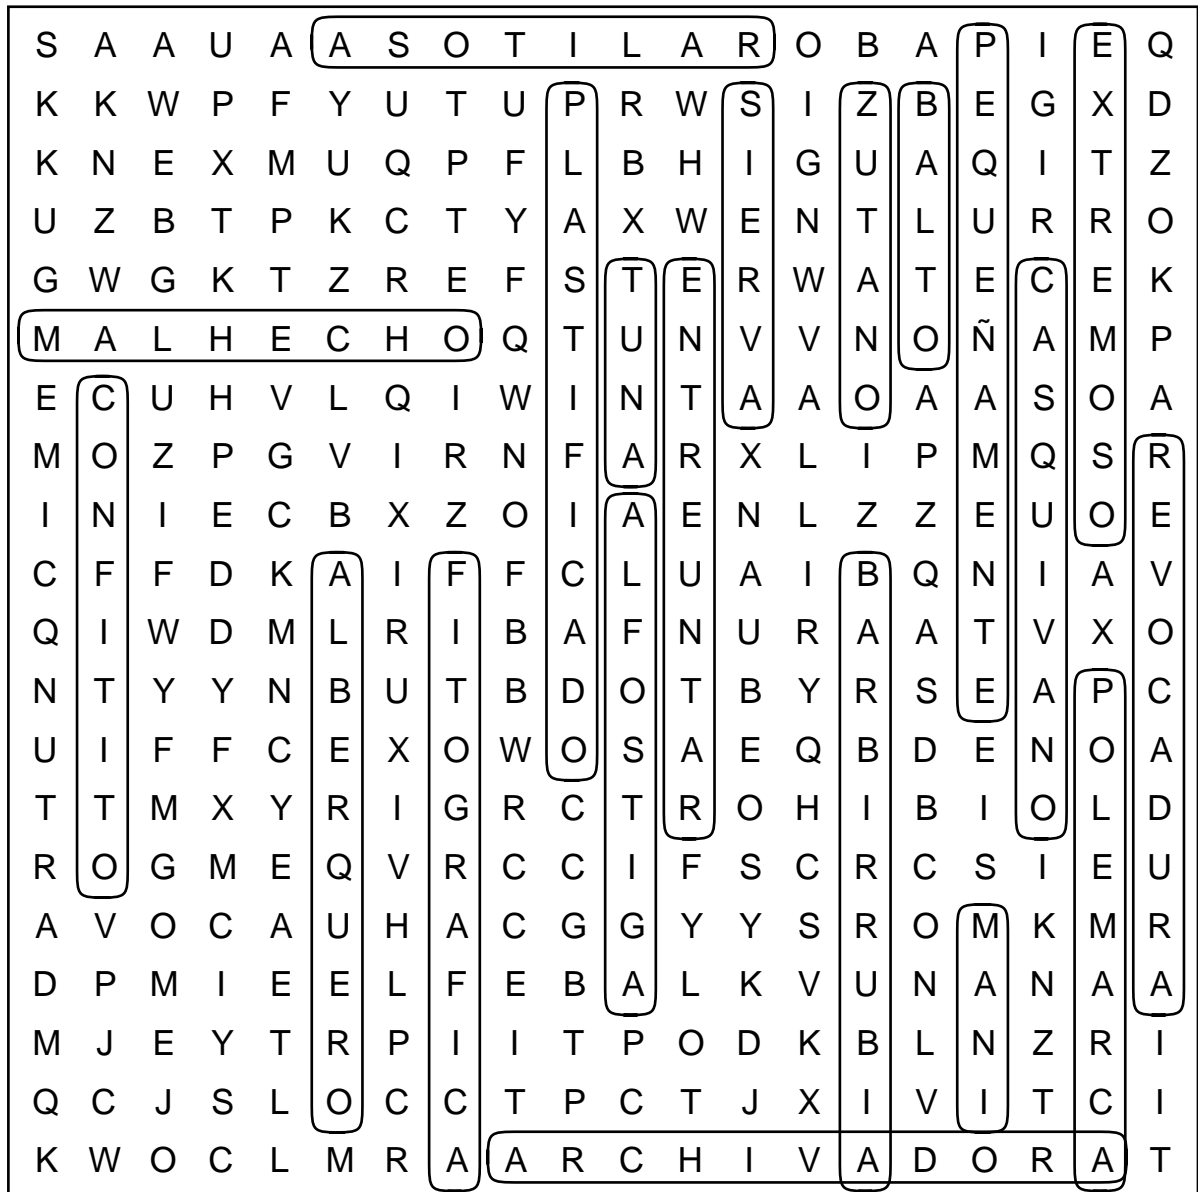 S A A U A A S O T I L A R O B A P I E Q
K K W P F Y U T U P R W S I Z B E G X D
K N E X M U Q P F L B H I G U A Q I T Z
U Z B T P K C T Y A X W E N T L U R R O
G W G K T Z R E F S T E R W A T E C E K
M A L H E C H O Q T U N V V N O Ñ A M P
E C U H V L Q I W I N T A A O A A S O A
M O Z P G V I R N F A R X L I P M Q S R
I N I E C B X Z O I A E N L Z Z E U O E
C F F D K A I F F C L U A I B Q N I A V
Q I W D M L R I B A F N U R A A T V X O
N T Y Y N B U T B D O T B Y R S E A P C
U I F F C E X O W O S A E Q B D E N O A
T T M X Y R I G R C T R O H I B I O L D
R O G M E Q V R C C I F S C R C S I E U
A V O C A U H A C G G Y Y S R O M K M R
D P M I E E L F E B A L K V U N A N A A
M J E Y T R P I I T P O D K B L N Z R I
Q C J S L O C C T P C T J X I V I T C I
K W O C L M R A A R C H I V A D O R A T